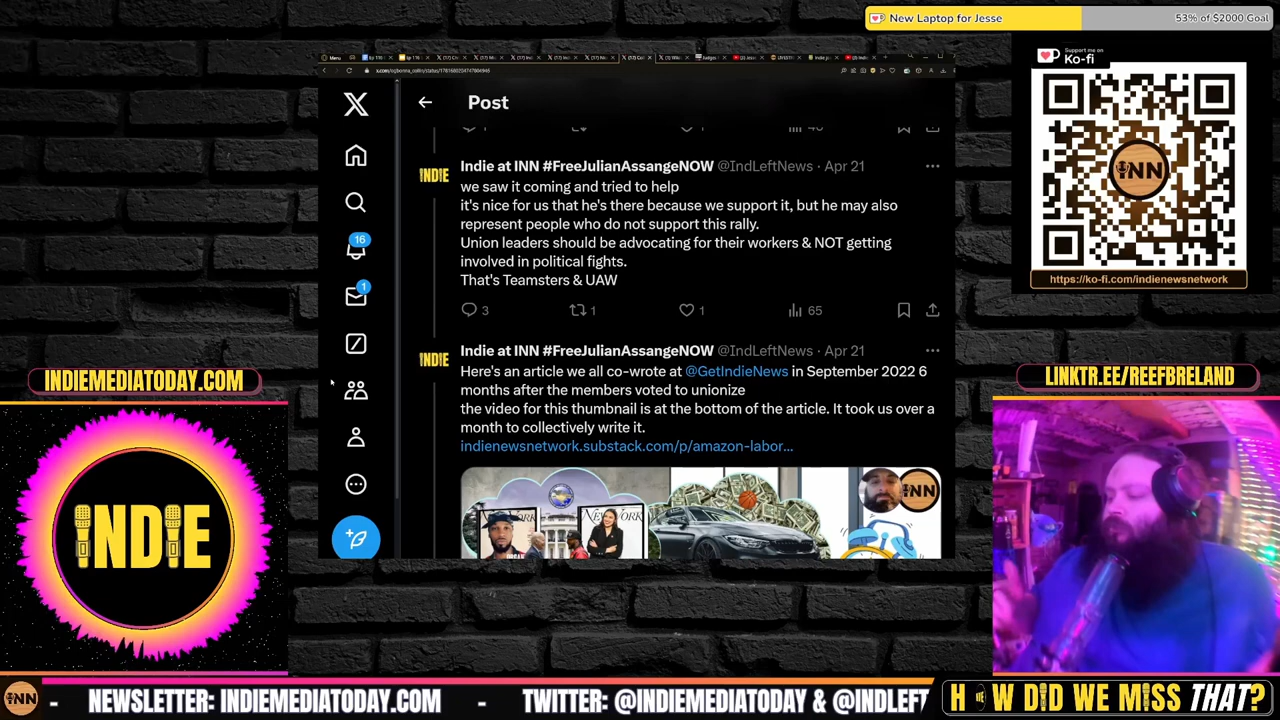 New Laptop for Jesse
53% of $2000 Goal
Support me on
Ko-fi
INN
https://ko-fi.com/indienewsnetwork
Post
16
1
INDIE
Indie at INN #FreeJulianAssangeNOW @IndLeftNews · Apr 21
we saw it coming and tried to help
it's nice for us that he's there because we support it, but he may also
represent people who do not support this rally.
Union leaders should be advocating for their workers & NOT getting
involved in political fights.
That's Teamsters & UAW
3
1
1
65
INDIE
Indie at INN #FreeJulianAssangeNOW @IndLeftNews · Apr 21
Here's an article we all co-wrote at @GetIndieNews in September 2022 6
months after the members voted to unionize
the video for this thumbnail is at the bottom of the article. It took us over a
month to collectively write it.
indienewsnetwork.substack.com/p/amazon-labor...
INN
INDIEMEDIATODAY.COM
LINKTR.EE/REEFBRELAND
INDIE
INN
- NEWSLETTER: INDIEMEDIATODAY.COM - TWITTER: @INDIEMEDIATODAY & @INDLEFT
HOW DID WE MISS THAT?